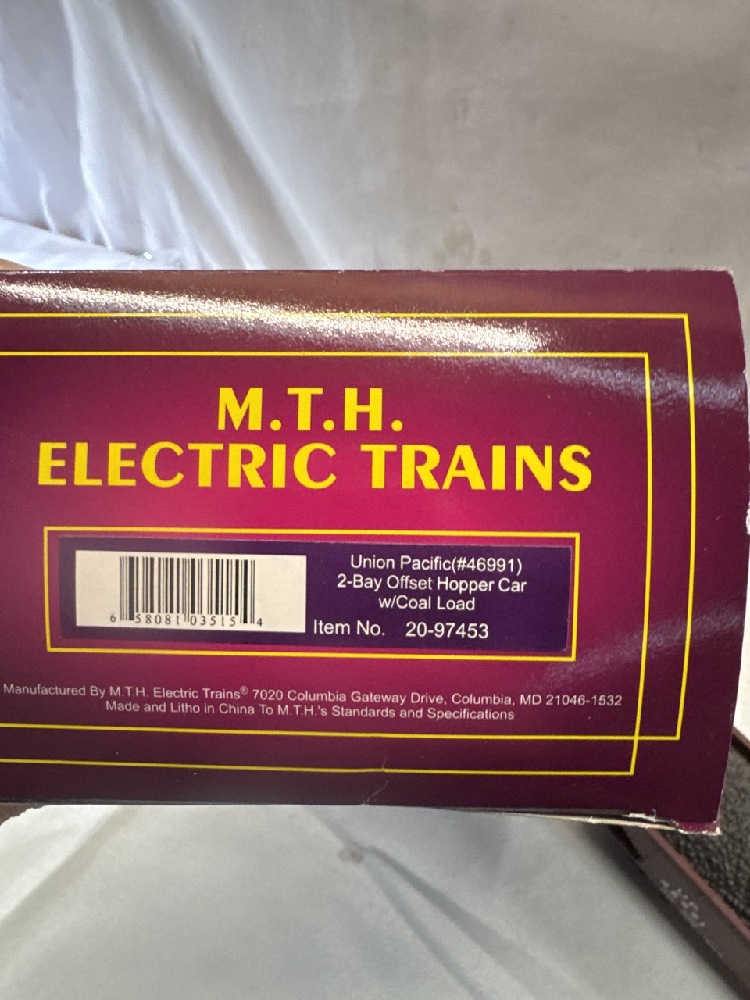 M.T.H.
ELECTRIC TRAINS
Union Pacific(#46991)
2-Bay Offset Hopper Car
w/Coal Load
Item No. 20-97453
6 58081 03515 4
Manufactured By M.T.H. Electric Trains® 7020 Columbia Gateway Drive, Columbia, MD 21046-1532
Made and Litho in China To M.T.H.'s Standards and Specifications